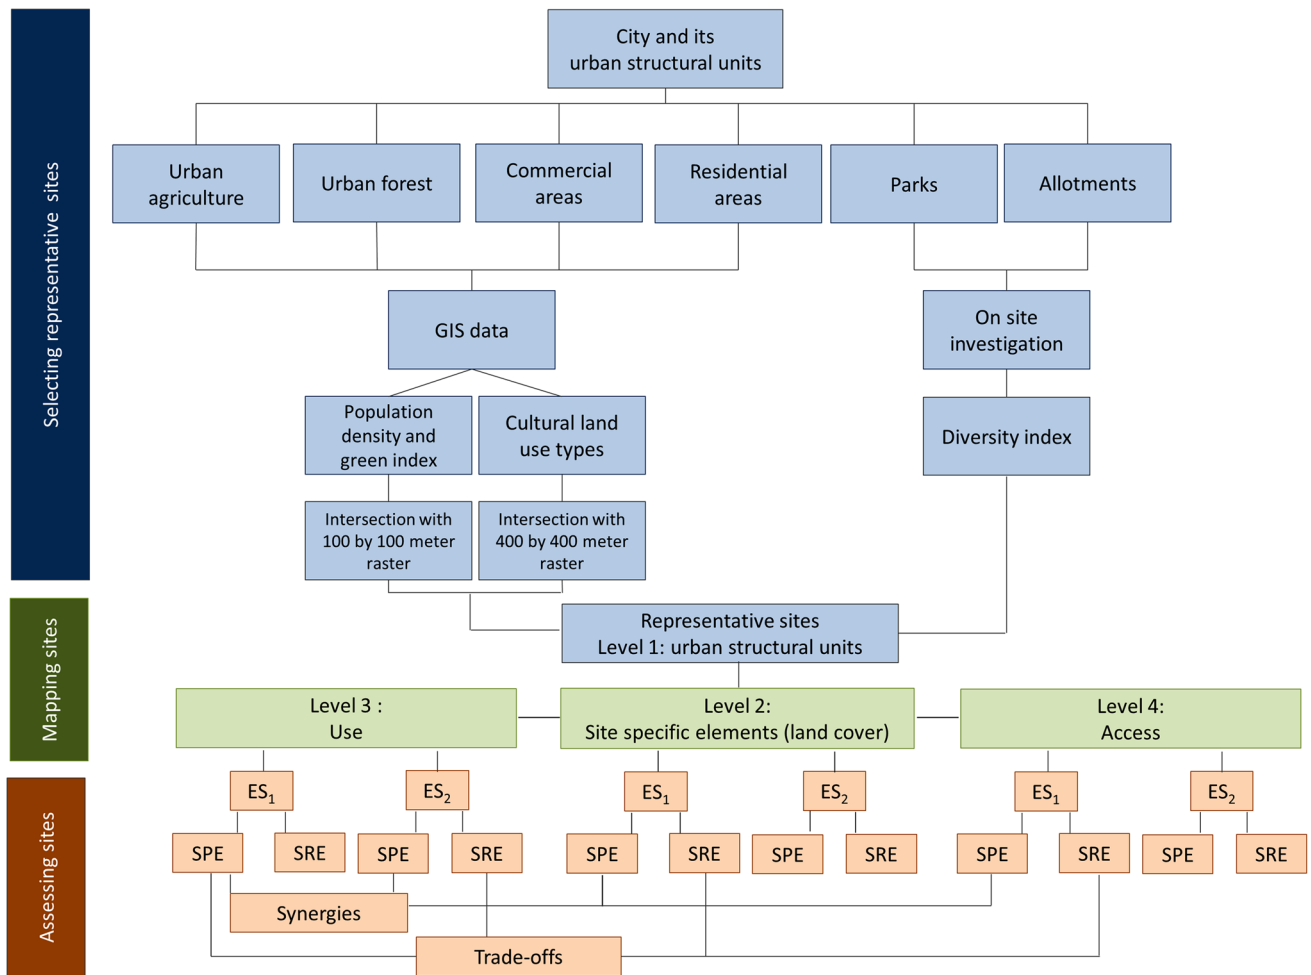 City and its
urban structural units
Selecting representative sites
Urban
agriculture
Urban forest
Commercial
areas
Residential
areas
Parks
Allotments
GIS data
On site
investigation
Population
density and
green index
Cultural land
use types
Diversity index
Intersection with
100 by 100 meter
raster
Intersection with
400 by 400 meter
raster
Mapping sites
Representative sites
Level 1: urban structural units
Level 3 :
Use
Level 2:
Site specific elements (land cover)
Level 4:
Access
Assessing sites
ES1
ES2
ES1
ES2
ES1
ES2
SPE
SRE
SPE
SRE
SPE
SRE
SPE
SRE
SPE
SRE
SPE
SRE
Synergies
Trade-offs